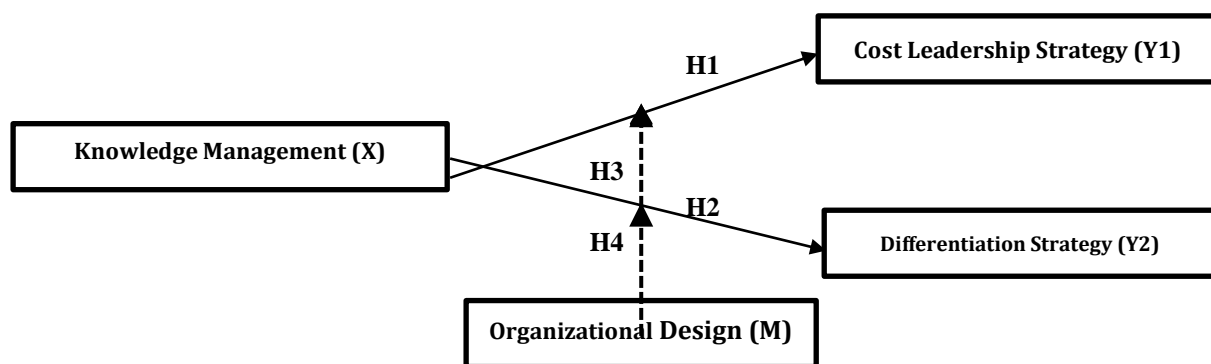 Cost Leadership Strategy (Y1)
H1
Knowledge Management (X)
H3
H2
H4
Differentiation Strategy (Y2)
Organizational Design (M)